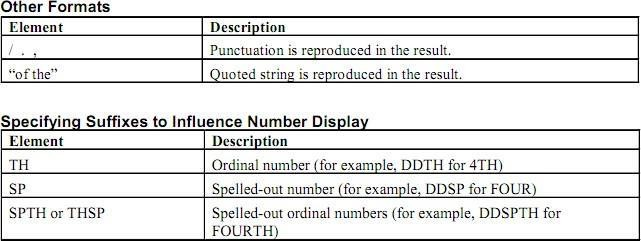 Other Formats
Element Description
/ . , Punctuation is reproduced in the result.
“of the” Quoted string is reproduced in the result.
Specifying Suffixes to Influence Number Display
Element Description
TH Ordinal number (for example, DDTH for 4TH)
SP Spelled-out number (for example, DDSP for FOUR)
SPTH or THSP Spelled-out ordinal numbers (for example, DDSPTH for
FOURTH)